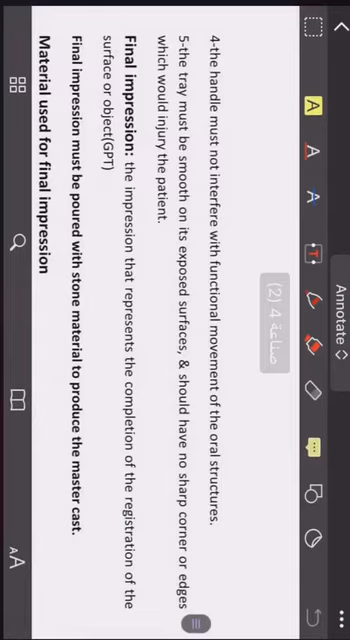 Annotate
صناعة 4 (2)
4-the handle must not interfere with functional movement of the oral structures.
5-the tray must be smooth on its exposed surfaces, & should have no sharp corner or edges
which would injury the patient.
Final impression: the impression that represents the completion of the registration of the
surface or object(GPT)
Final impression must be poured with stone material to produce the master cast.
Material used for final impression
AA